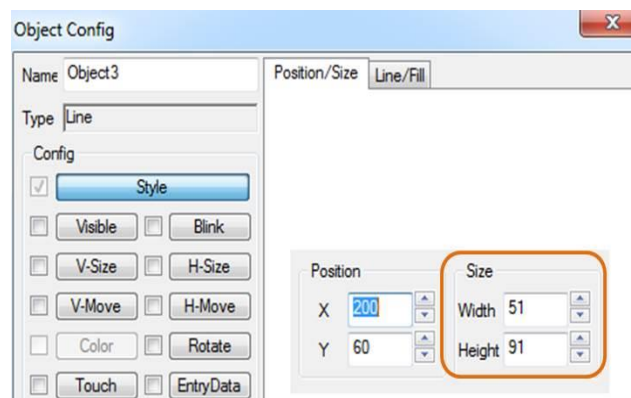 Object Config
Name Object3
Type Line
Config
Style
Visible Blink
V-Size H-Size
V-Move H-Move
Color Rotate
Touch EntryData
Position/Size Line/Fill
Position
X 200
Y 60
Size
Width 51
Height 91